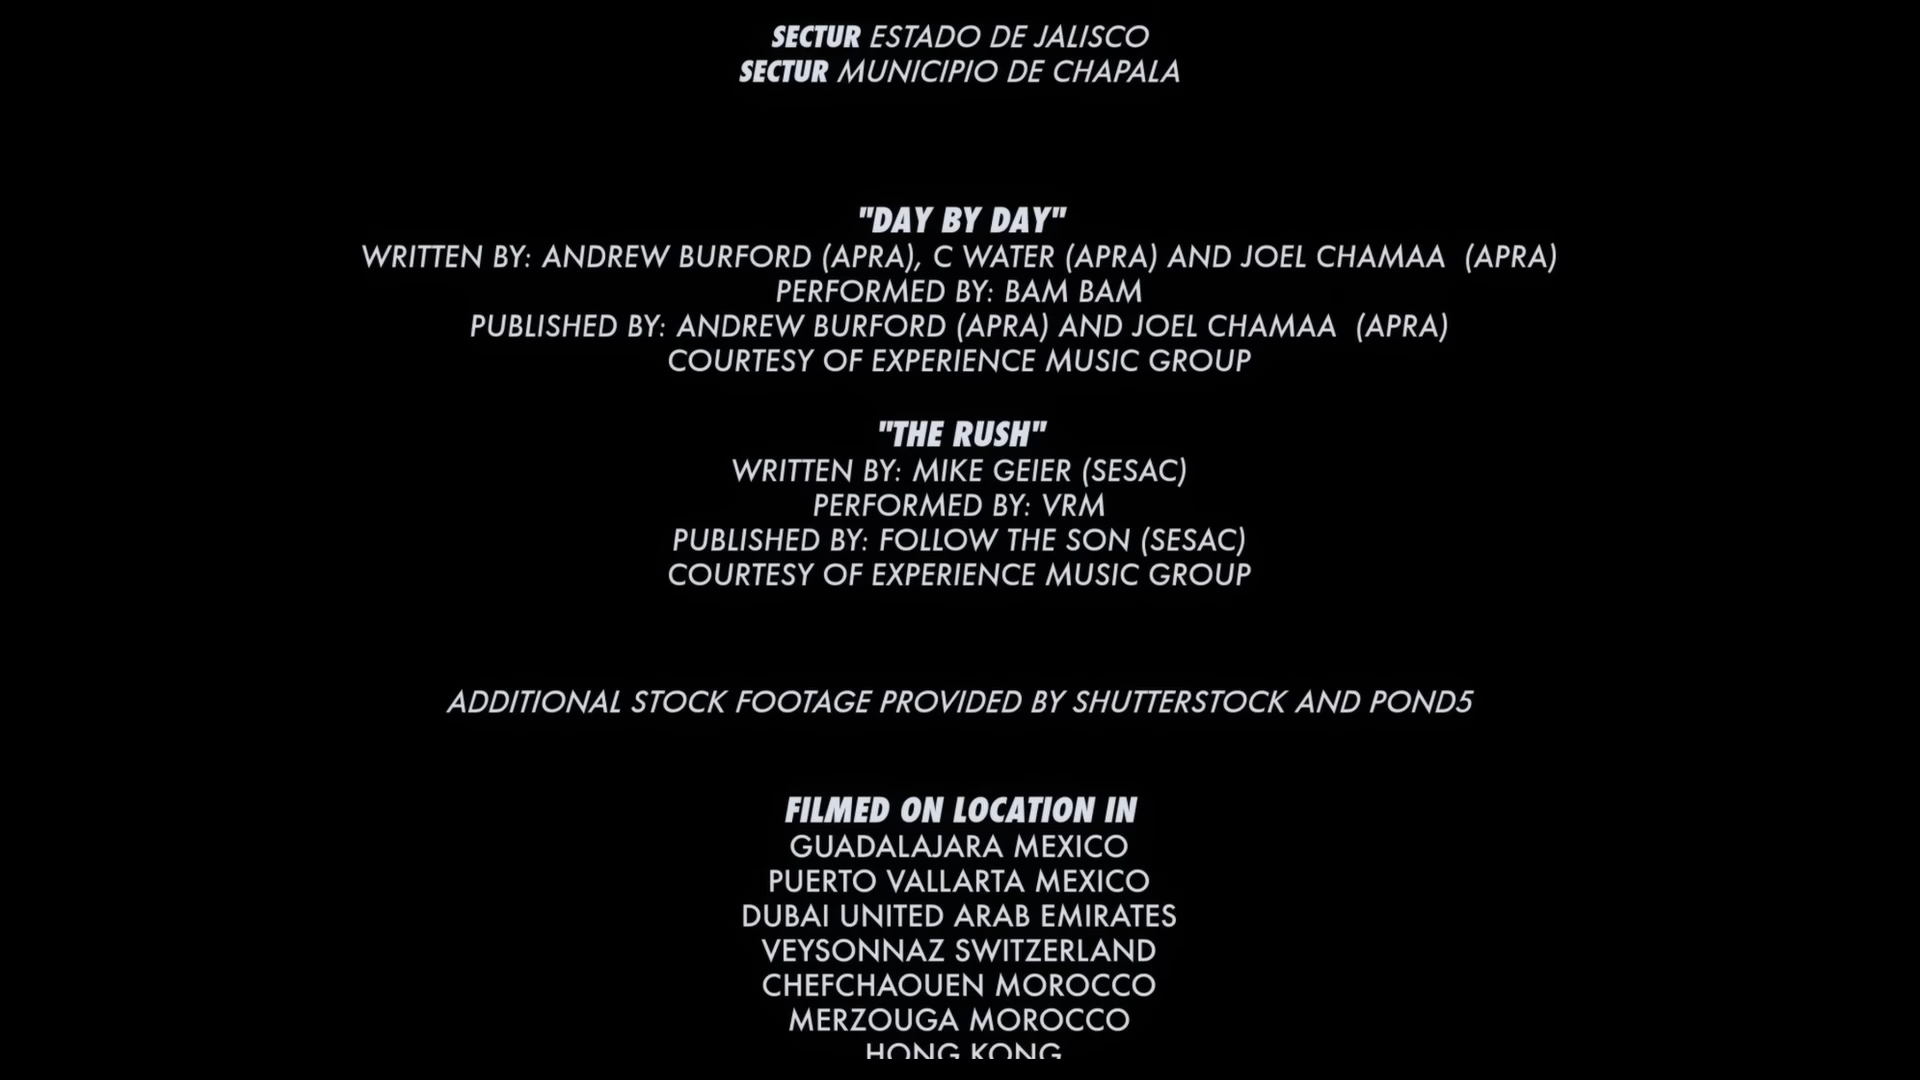 SECTUR ESTADO DE JALISCO
SECTUR MUNICIPIO DE CHAPALA
"DAY BY DAY"
WRITTEN BY: ANDREW BURFORD (APRA), C WATER (APRA) AND JOEL CHAMAA (APRA)
PERFORMED BY: BAM BAM
PUBLISHED BY: ANDREW BURFORD (APRA) AND JOEL CHAMAA (APRA)
COURTESY OF EXPERIENCE MUSIC GROUP
"THE RUSH"
WRITTEN BY: MIKE GEIER (SESAC)
PERFORMED BY: VRM
PUBLISHED BY: FOLLOW THE SON (SESAC)
COURTESY OF EXPERIENCE MUSIC GROUP
ADDITIONAL STOCK FOOTAGE PROVIDED BY SHUTTERSTOCK AND POND5
FILMED ON LOCATION IN
GUADALAJARA MEXICO
PUERTO VALLARTA MEXICO
DUBAI UNITED ARAB EMIRATES
VEYSONNAZ SWITZERLAND
CHEFCHAOUEN MOROCCO
MERZOUGA MOROCCO
HONG KONG